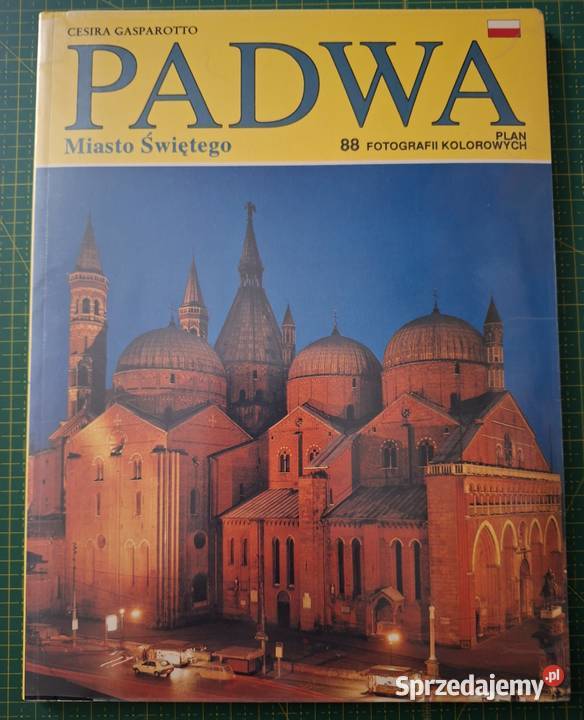 CESIRA GASPAROTTO
PADWA
Miasto Świętego
88 FOTOGRAFII KOLOROWYCH
PLAN
Sprzedajemy.pl